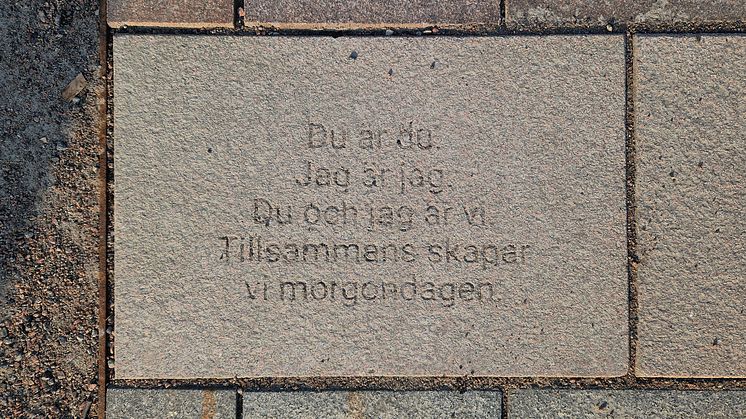 Du är du.
Jag är jag.
Du och jag är vi.
Tillsammans skapar
vi morgondagen.